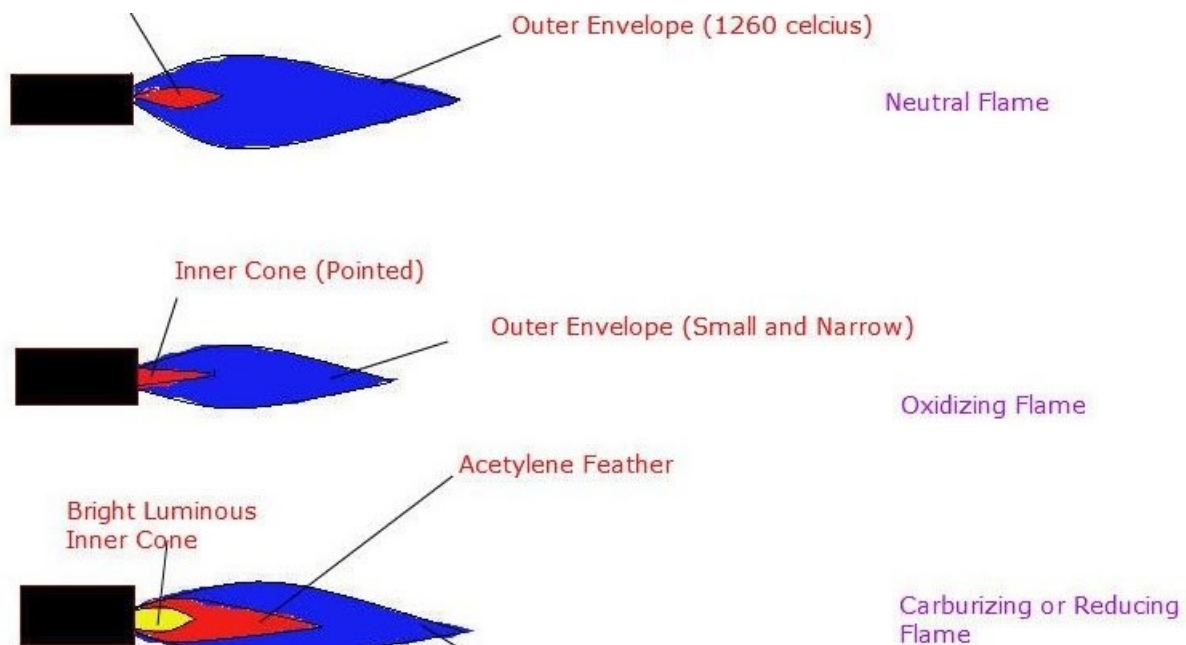 Outer Envelope (1260 celcius)
Neutral Flame
Inner Cone (Pointed)
Outer Envelope (Small and Narrow)
Oxidizing Flame
Acetylene Feather
Bright Luminous
Inner Cone
Carburizing or Reducing
Flame